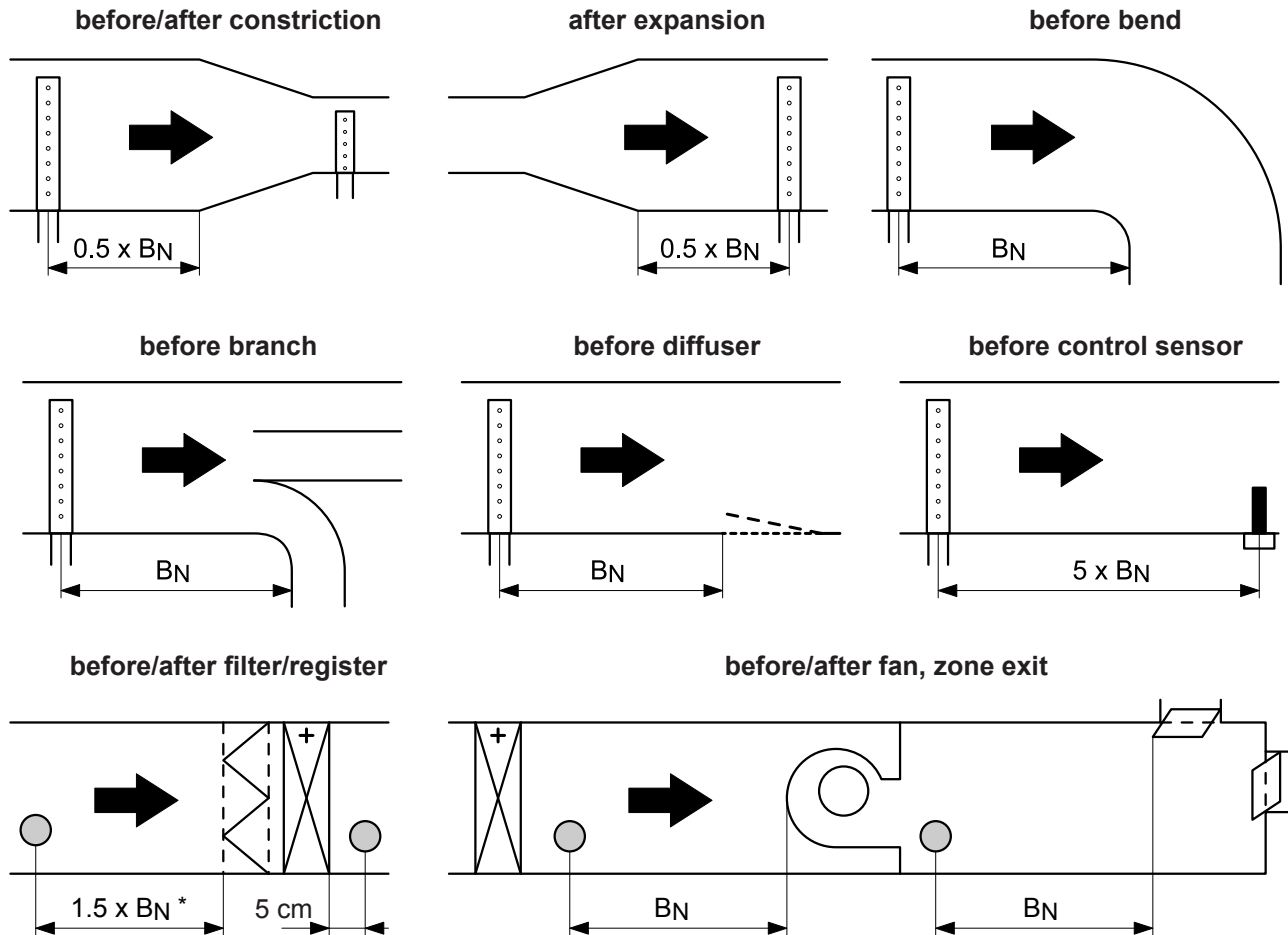 before/after constriction
after expansion
before bend
0.5 x BN
0.5 x BN
BN
before branch
before diffuser
before control sensor
BN
BN
5 x BN
before/after filter/register
before/after fan, zone exit
+
+
1.5 x BN *
5 cm
BN
BN